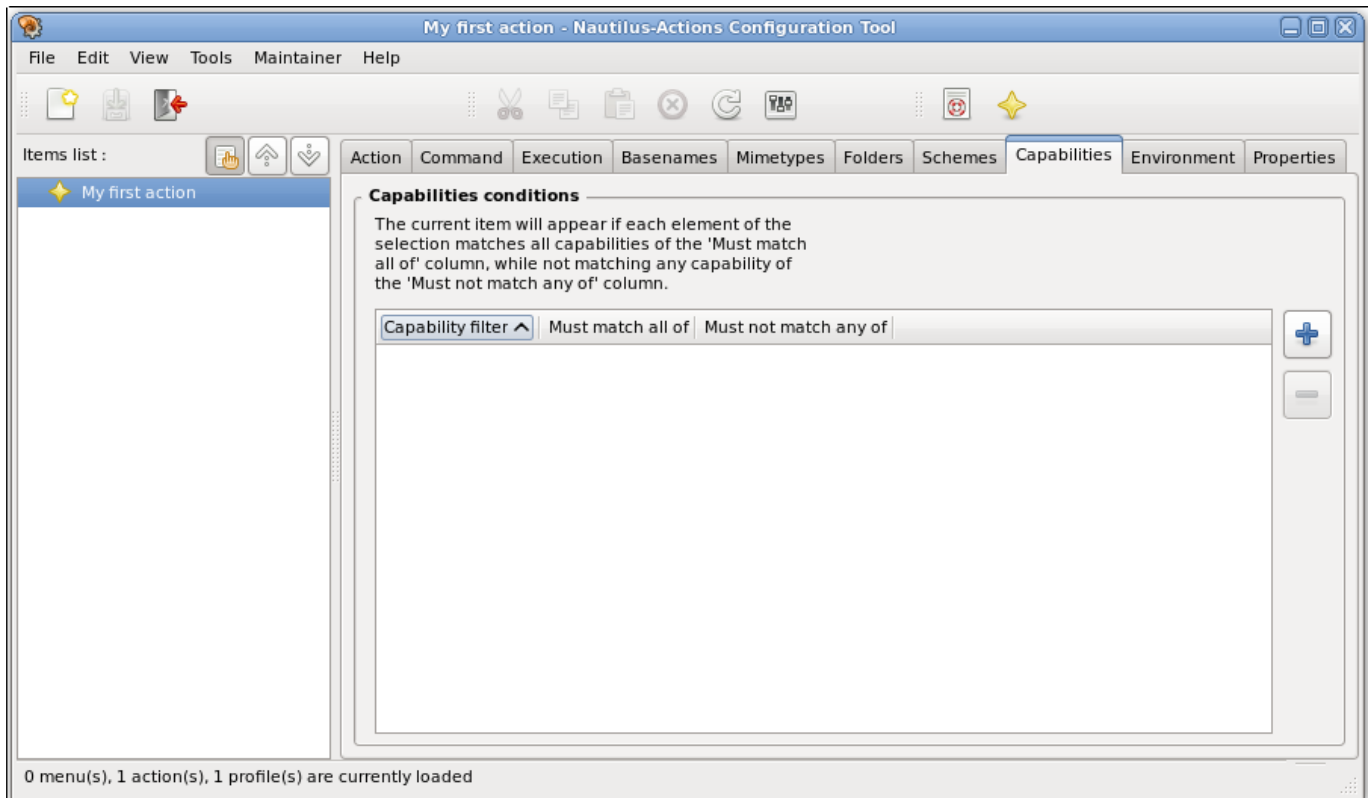 My first action - Nautilus-Actions Configuration Tool
File Edit View Tools Maintainer Help
Items list :
Action Command Execution Basenames Mimetypes Folders Schemes Capabilities Environment Properties
My first action
Capabilities conditions
The current item will appear if each element of the
selection matches all capabilities of the 'Must match
all of' column, while not matching any capability of
the 'Must not match any of' column.
Capability filter Must match all of Must not match any of
0 menu(s), 1 action(s), 1 profile(s) are currently loaded